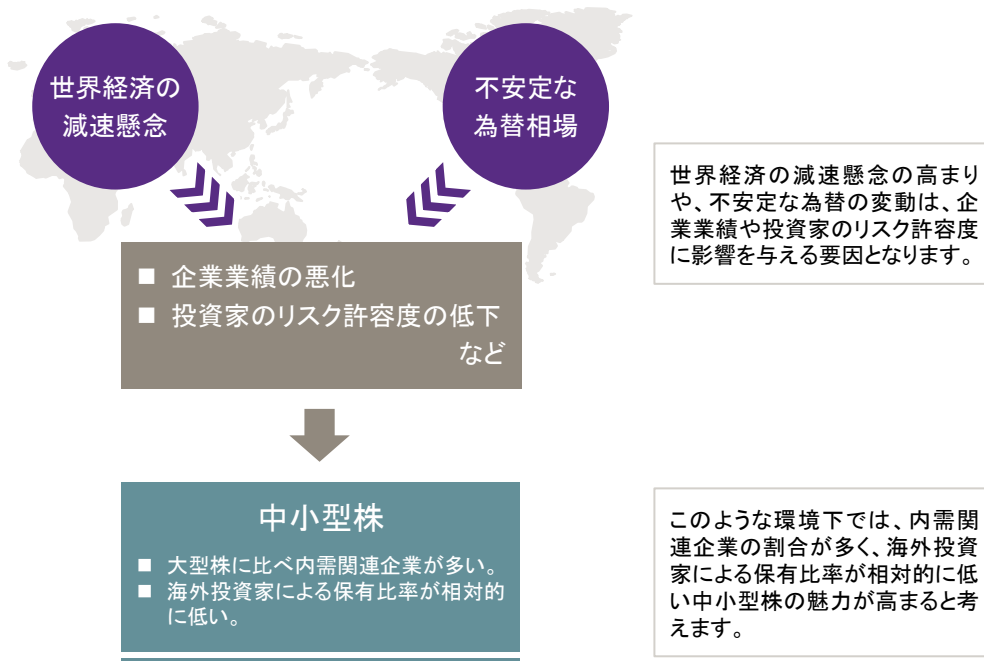 世界経済の
減速懸念
不安定な
為替相場
世界経済の減速懸念の高まり
や、不安定な為替の変動は、企
業業績や投資家のリスク許容度
に影響を与える要因となります。
■ 企業業績の悪化
■ 投資家のリスク許容度の低下
など
中小型株
■ 大型株に比べ内需関連企業が多い。
■ 海外投資家による保有比率が相対的
に低い。
このような環境下では、内需関
連企業の割合が多く、海外投資
家による保有比率が相対的に低
い中小型株の魅力が高まると考
えます。